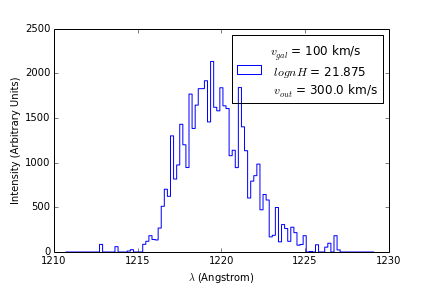 2500
2000
1500
1000
500
0
Intensity (Arbitrary Units)
v_gal = 100 km/s
lognH = 21.875
v_out = 300.0 km/s
1210 1215 1220 1225 1230
λ (Angstrom)